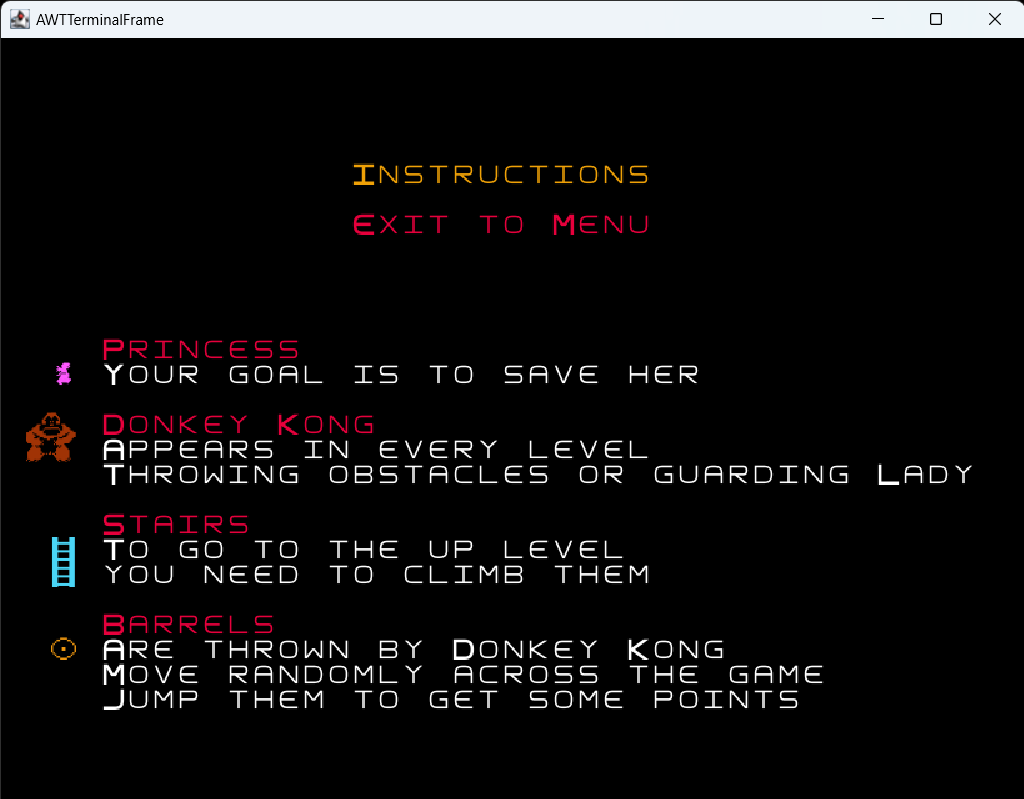 AWTTerminalFrame
Instructions
Exit to Menu
Princess
Your goal is to save her
Donkey Kong
Appears in every level
Throwing obstacles or guarding Lady
Stairs
To go to the up level
you need to climb them
Barrels
Are thrown by Donkey Kong
Move randomly across the game
Jump them to get some points